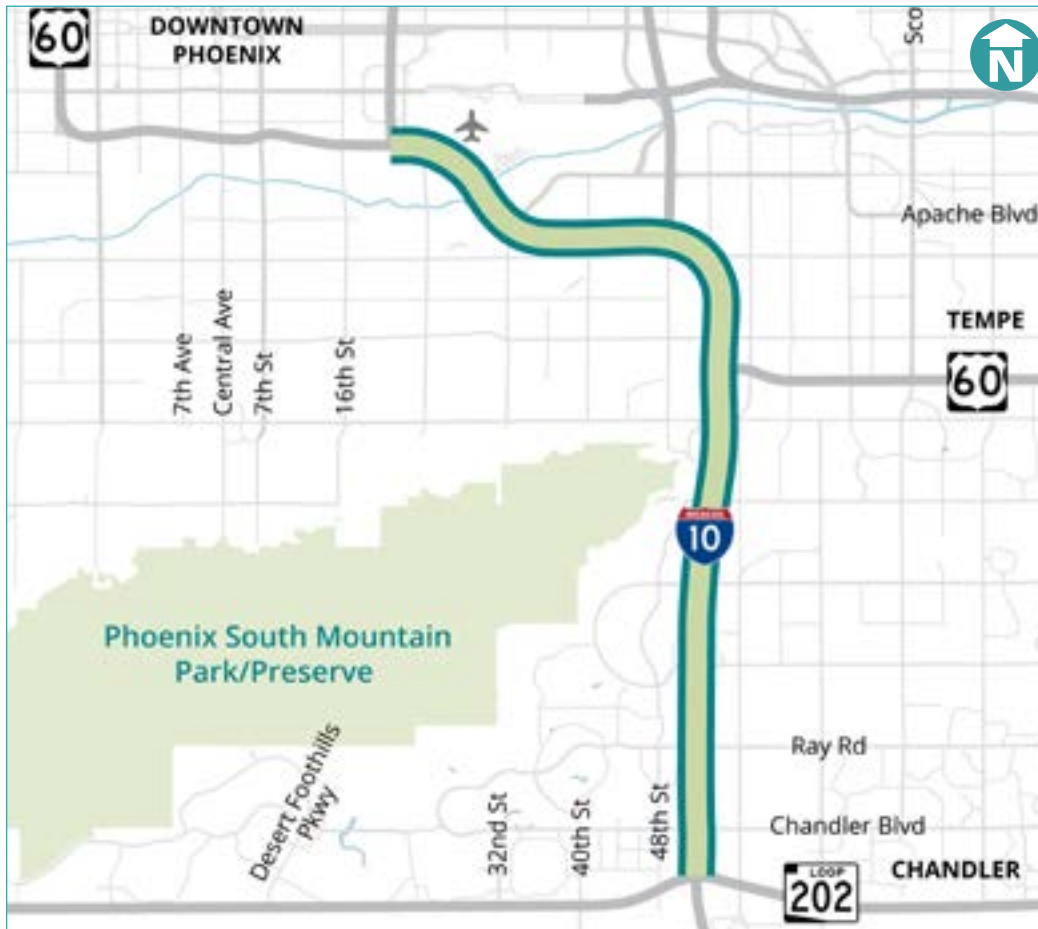 60
DOWNTOWN
PHOENIX
Sco
N
Apache Blvd
TEMPE
60
7th Ave
Central Ave
7th St
16th St
10
Phoenix South Mountain
Park/Preserve
Desert Foothills
Pkwy
32nd St
40th St
48th St
Ray Rd
Chandler Blvd
CHANDLER
LOOP
202